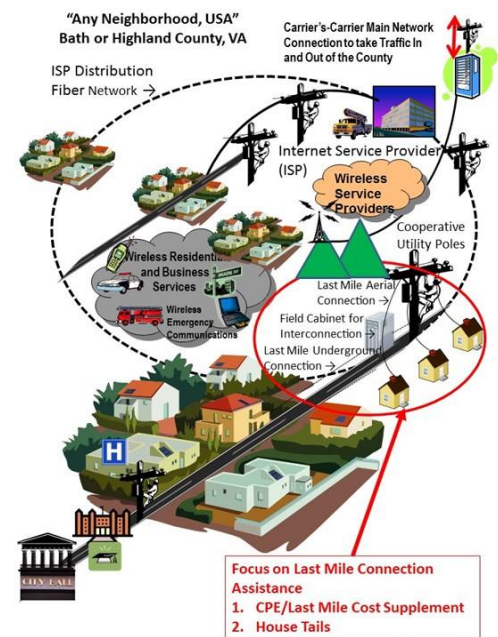 “Any Neighborhood, USA”
Bath or Highland County, VA
Carrier’s-Carrier Main Network
Connection to take Traffic In
and Out of the County
ISP Distribution
Fiber Network →
Internet Service Provider
(ISP)
Wireless
Service
Providers
Cooperative
Utility Poles
Wireless Residential
and Business
Services
Wireless
Emergency
Communications
Last Mile Aerial
Connection →
Field Cabinet for
Interconnection →
Last Mile Underground
Connection →
H
CITY HALL
Focus on Last Mile Connection
Assistance
1. CPE/Last Mile Cost Supplement
2. House Tails